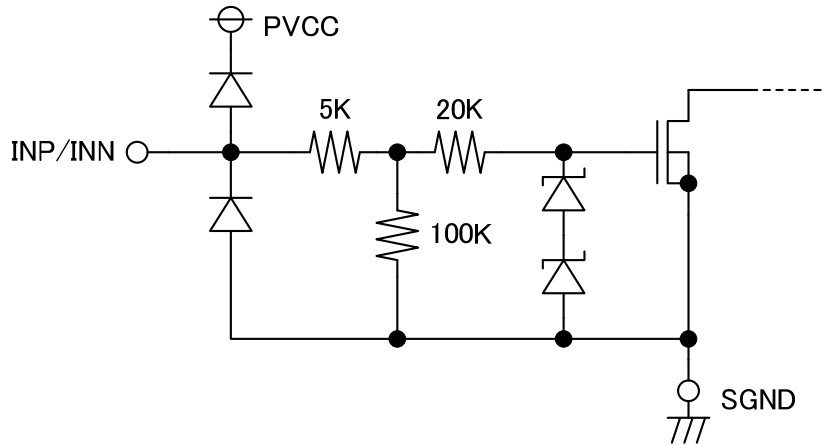 PVCC
5K
20K
INP/INN
100K
SGND